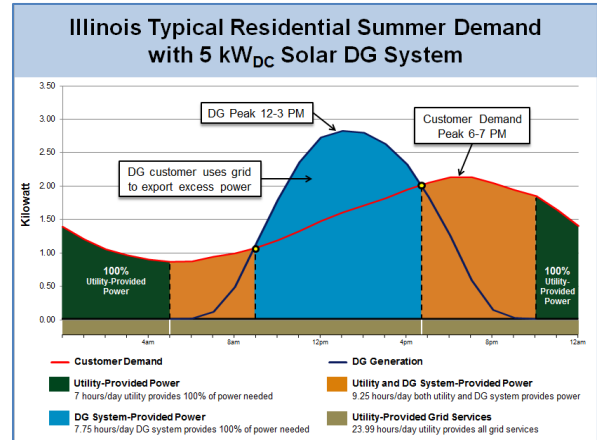 Illinois Typical Residential Summer Demand
with 5 kWDC Solar DG System
3.50
3.00
2.50
2.00
1.50
1.00
0.50
0.00
Kilowatt
DG Peak 12-3 PM
Customer Demand
Peak 6-7 PM
DG customer uses grid
to export excess power
100%
Utility-Provided
Power
100%
Utility-
Provided
Power
4am
8am
12pm
4pm
8pm
12am
Customer Demand
DG Generation
Utility-Provided Power
7 hours/day utility provides 100% of power needed
Utility and DG System-Provided Power
9.25 hours/day both utility and DG system provides power
DG System-Provided Power
7.75 hours/day DG system provides 100% of power needed
Utility-Provided Grid Services
23.99 hours/day utility provides all grid services